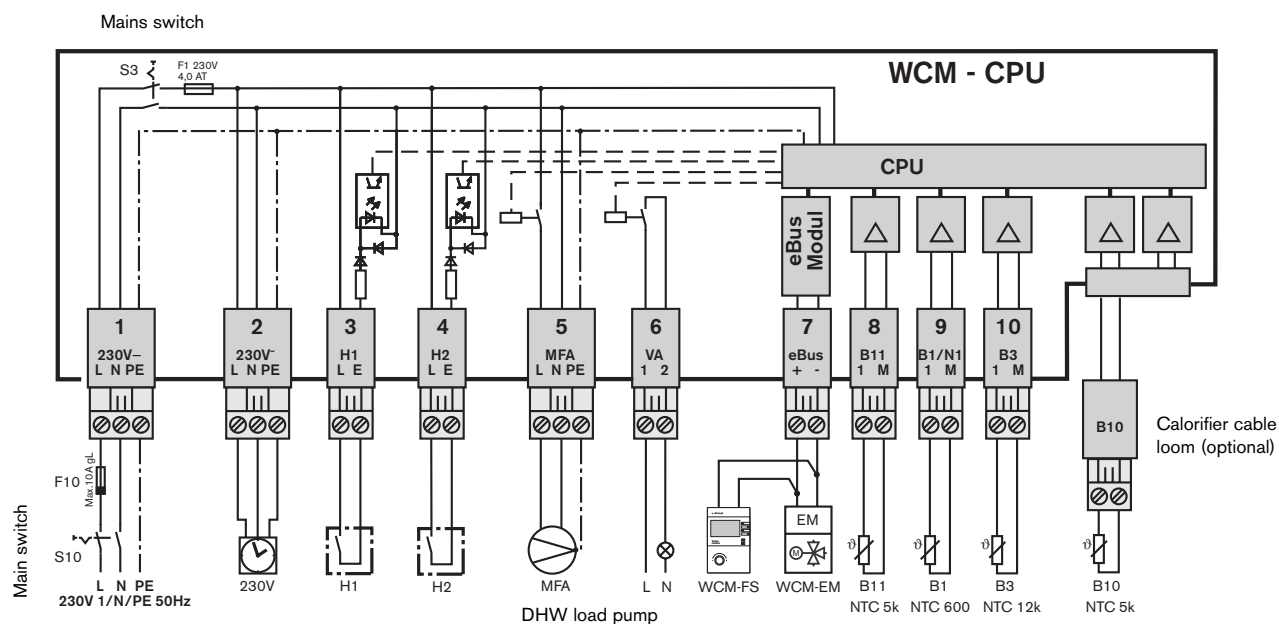 Mains switch
S3
F1 230V
4,0 AT
WCM - CPU
CPU
eBus
Modul
1
230V~
L N PE
2
230V~
L N PE
3
H1
L E
4
H2
L E
5
MFA
L N PE
6
VA
1 2
7
eBus
+ -
8
B11
1 M
9
B1/N1
1 M
10
B3
1 M
B10
Calorifier cable
loom (optional)
F10
Max.10A gL
Main switch
S10
L N PE
230V 1/N/PE 50Hz
230V
H1
H2
MFA
DHW load pump
L N
WCM-FS
EM
M
WCM-EM
ϑ
B11
NTC 5k
ϑ
B1
NTC 600
ϑ
B3
NTC 12k
ϑ
B10
NTC 5k